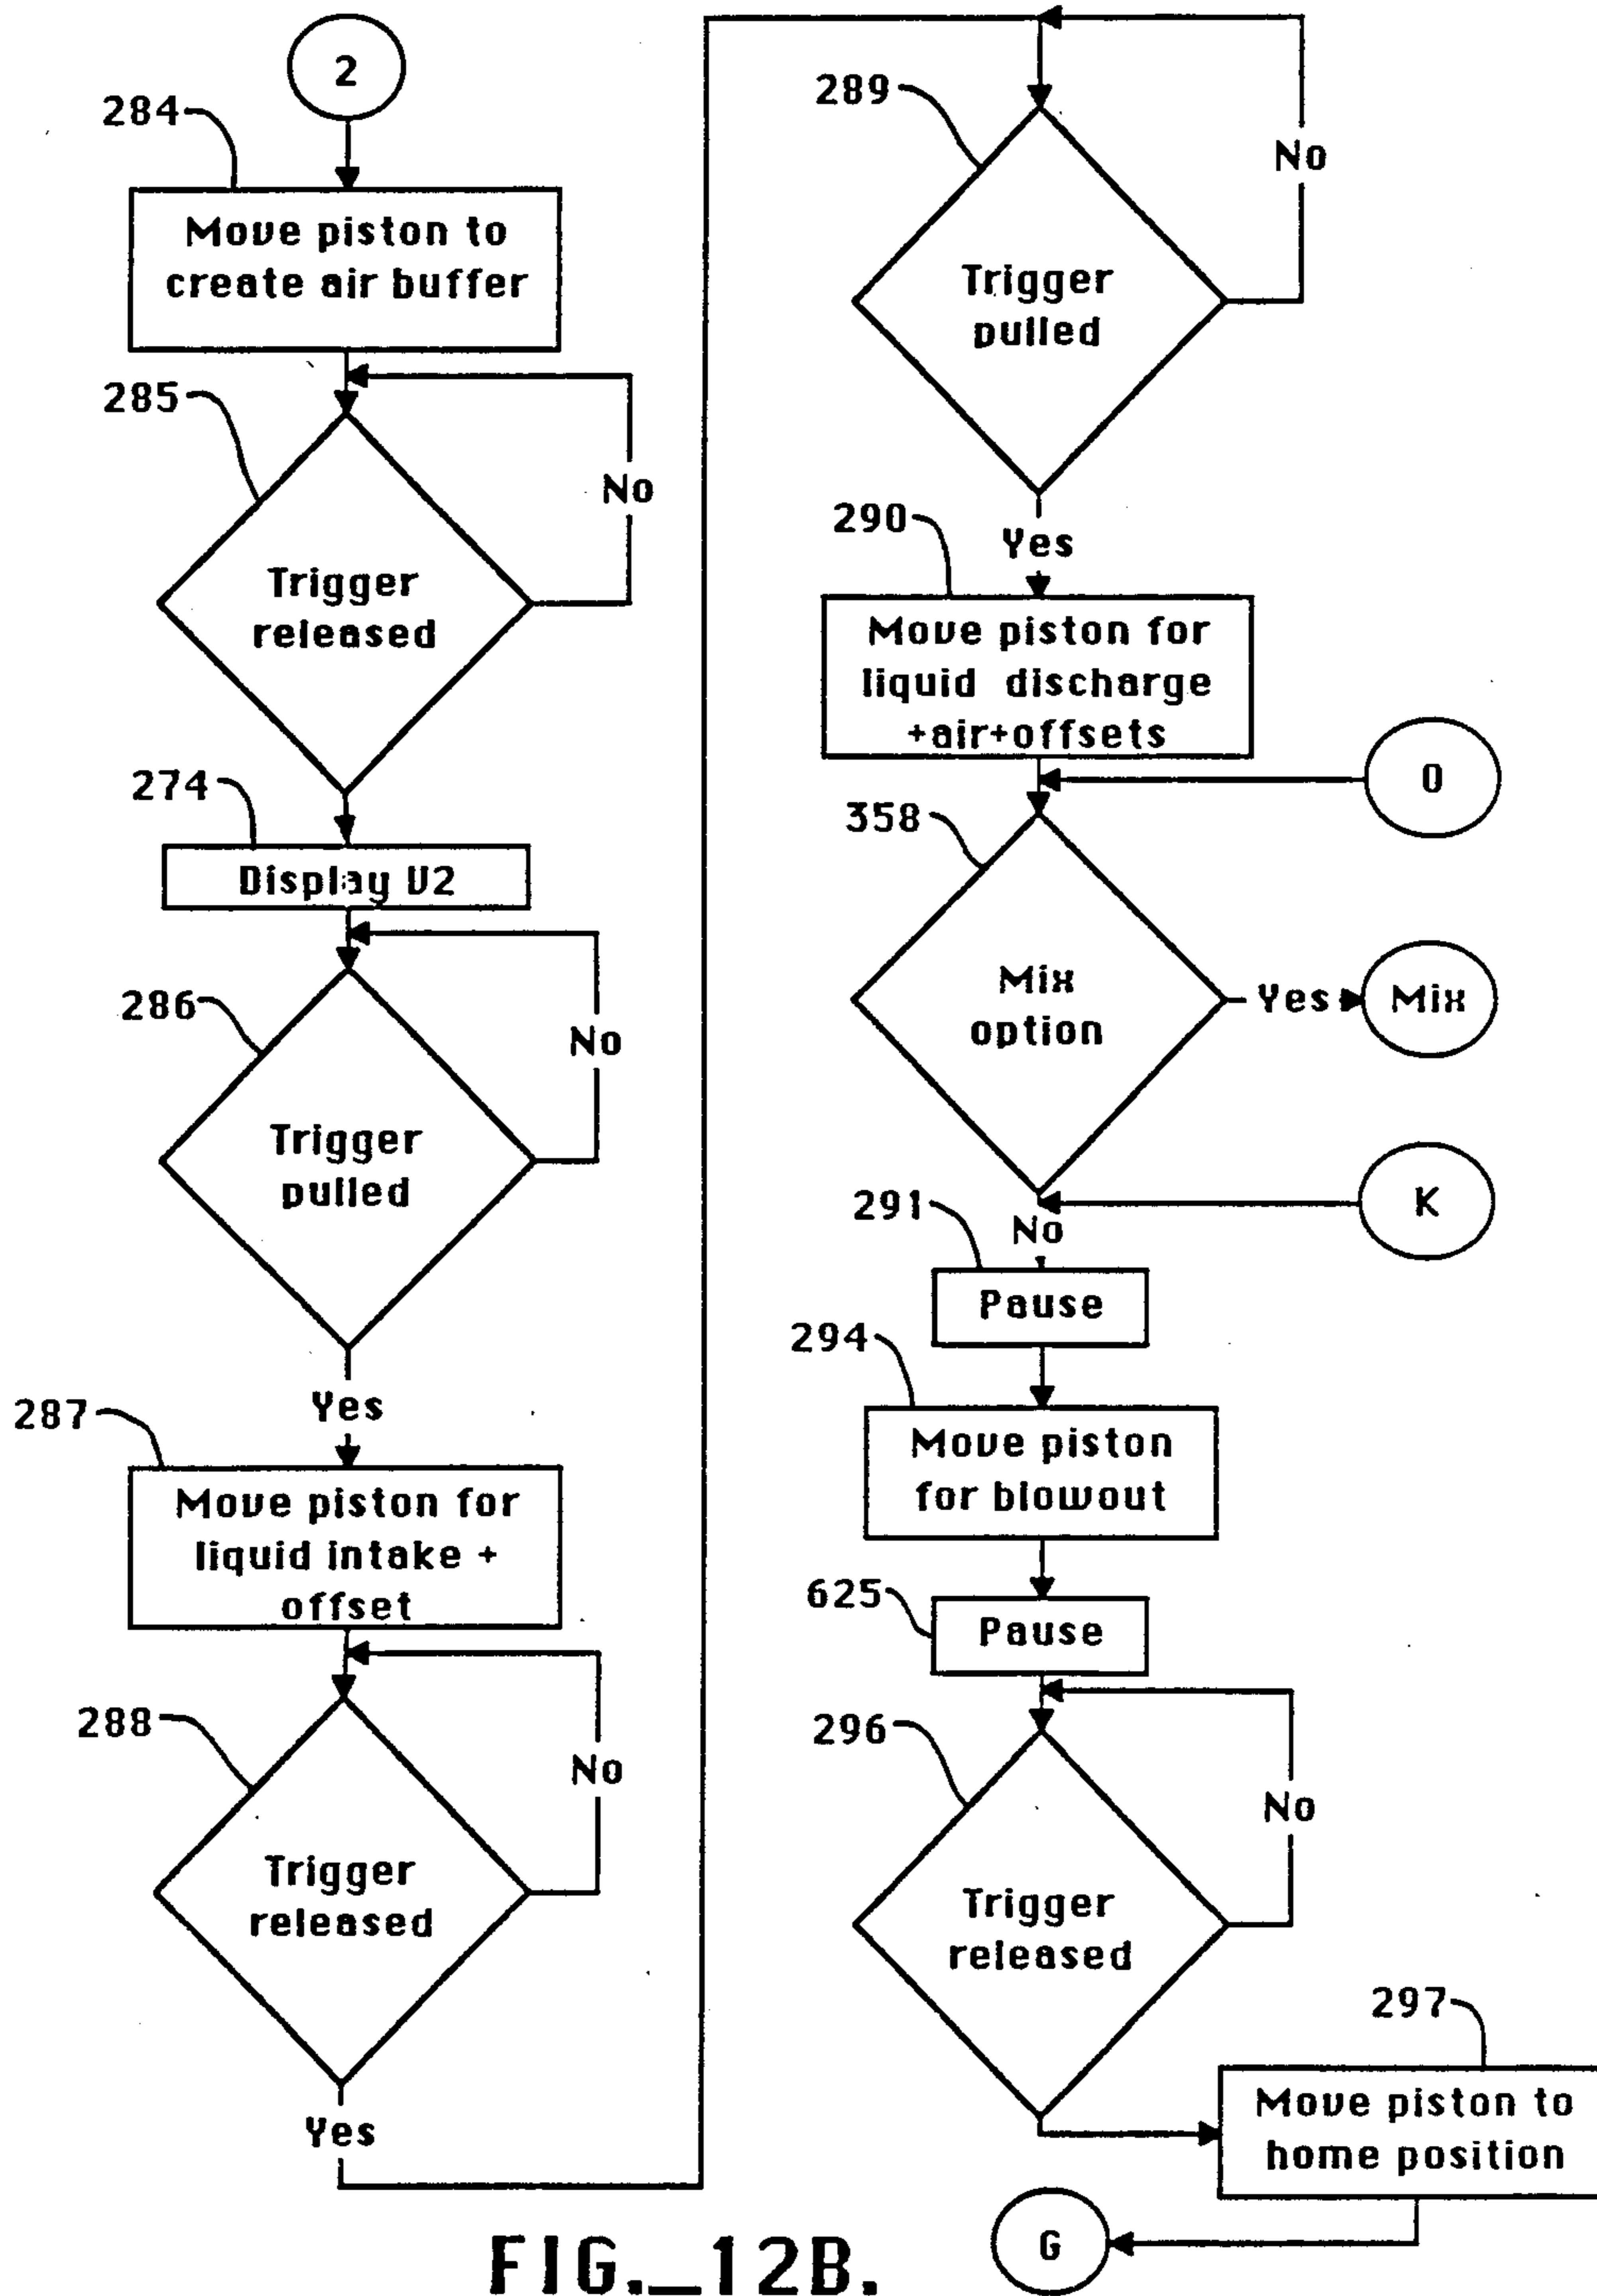 2
284
Move piston to
create air buffer
285
No
Trigger
released
274
Display V2
286
No
Trigger
pulled
Yes
287
Move piston for
liquid intake +
offset
288
No
Trigger
released
Yes
289
No
Trigger
pulled
Yes
290
Move piston for
liquid discharge
+air+offsets
O
358
Mix
option
Yes
Mix
K
291
No
Pause
294
Move piston
for blowout
625
Pause
296
No
Trigger
released
297
Move piston to
home position
G
FIG._12B.